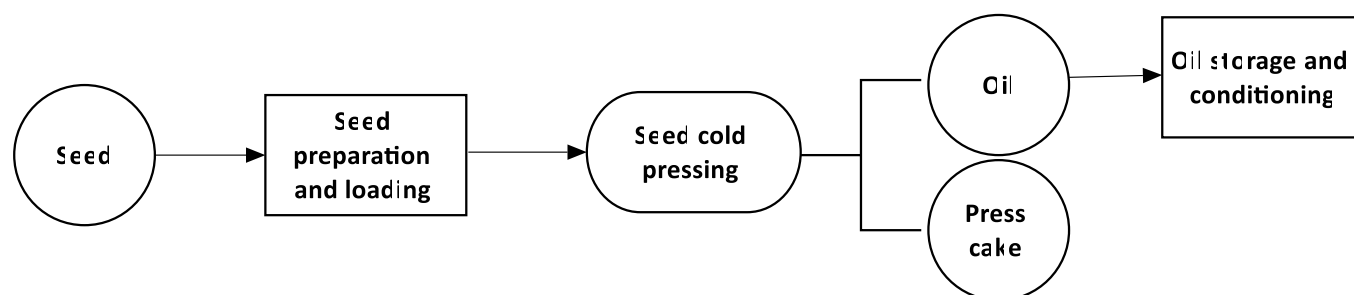 Seed
Seed
preparation
and loading
Seed cold
pressing
Oil
Press
cake
Oil storage and
conditioning